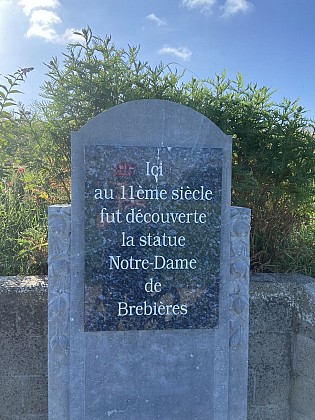 Ici
au 11ème siècle
fut découverte
la statue
Notre-Dame
de
Brebières